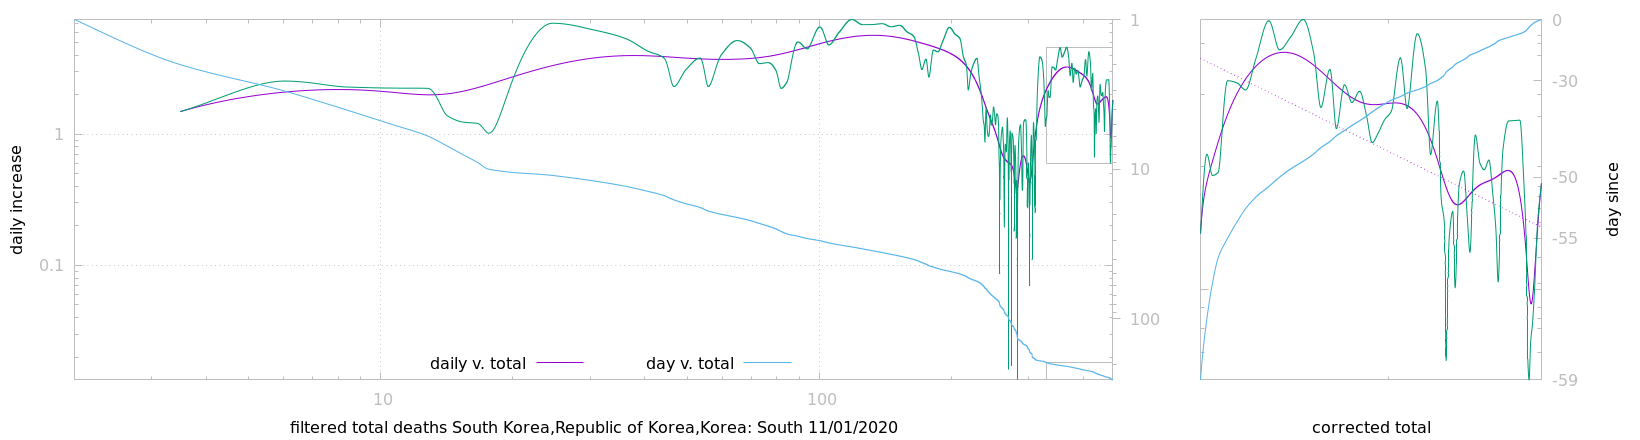 daily increase
1
0.1
10
100
1
10
100
daily v. total
day v. total
filtered total deaths South Korea,Republic of Korea,Korea: South 11/01/2020
0
-30
-50
-55
-59
day since
corrected total